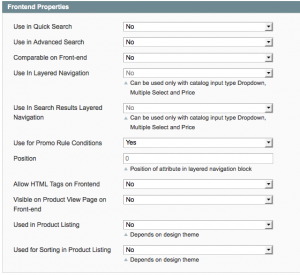 Frontend Properties
Use in Quick Search
No
Use in Advanced Search
No
Comparable on Front-end
No
Use In Layered Navigation
No
Can be used only with catalog input type Dropdown,
Multiple Select and Price
Use In Search Results Layered
Navigation
No
Can be used only with catalog input type Dropdown,
Multiple Select and Price
Use for Promo Rule Conditions
Yes
Position
0
Position of attribute in layered navigation block
Allow HTML Tags on Frontend
No
Visible on Product View Page on
Front-end
No
Used in Product Listing
No
Depends on design theme
Used for Sorting in Product Listing
No
Depends on design theme